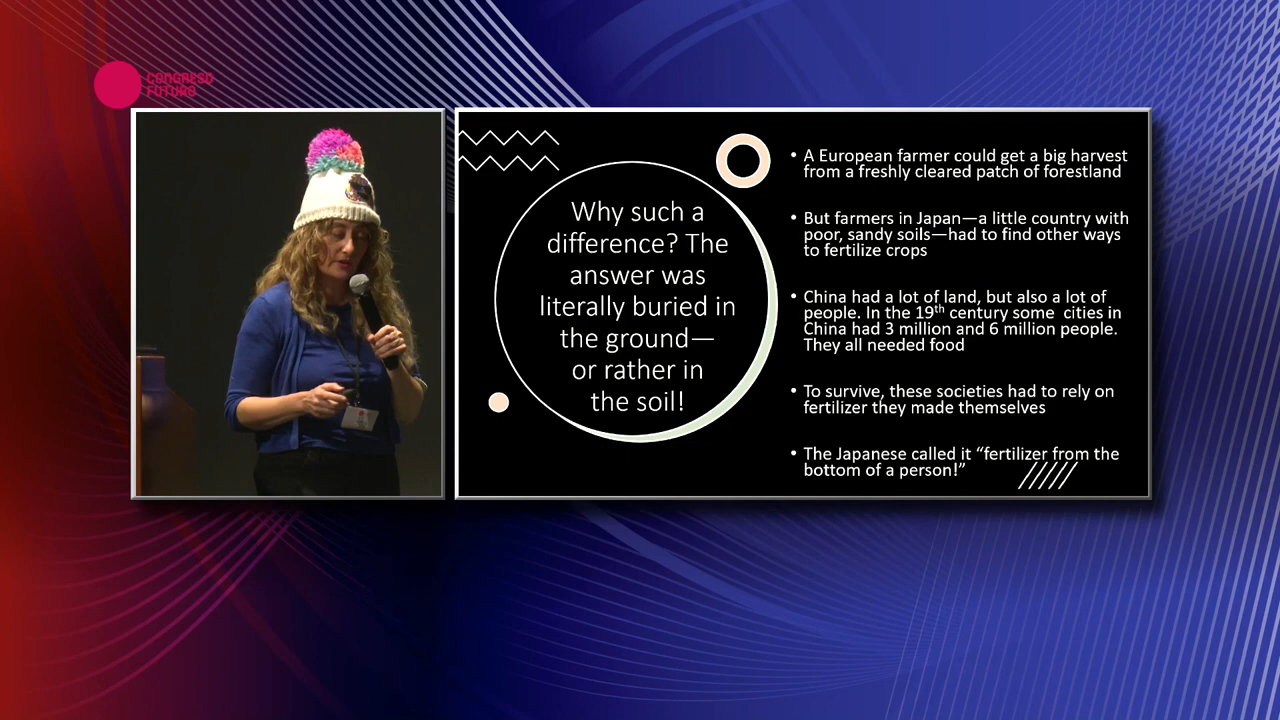 CONGRESO
FUTURO
Why such a
difference? The
answer was
literally buried in
the ground—
or rather in
the soil!
• A European farmer could get a big harvest
from a freshly cleared patch of forestland
• But farmers in Japan—a little country with
poor, sandy soils—had to find other ways
to fertilize crops
• China had a lot of land, but also a lot of
people. In the 19th century some  cities in
China had 3 million and 6 million people.
They all needed food
• To survive, these societies had to rely on
fertilizer they made themselves
• The Japanese called it “fertilizer from the
bottom of a person!”